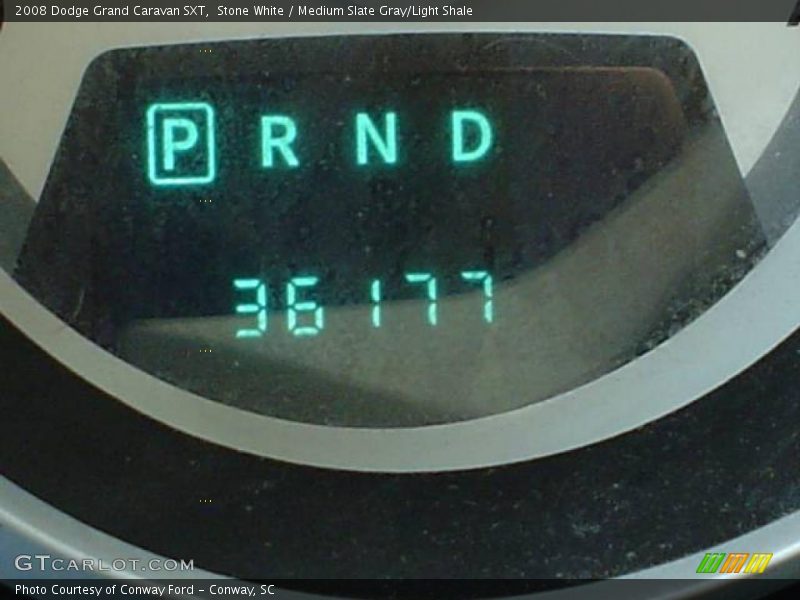 2008 Dodge Grand Caravan SXT, Stone White / Medium Slate Gray/Light Shale
P R N D
36177
GTCARLOT.COM
Photo Courtesy of Conway Ford - Conway, SC